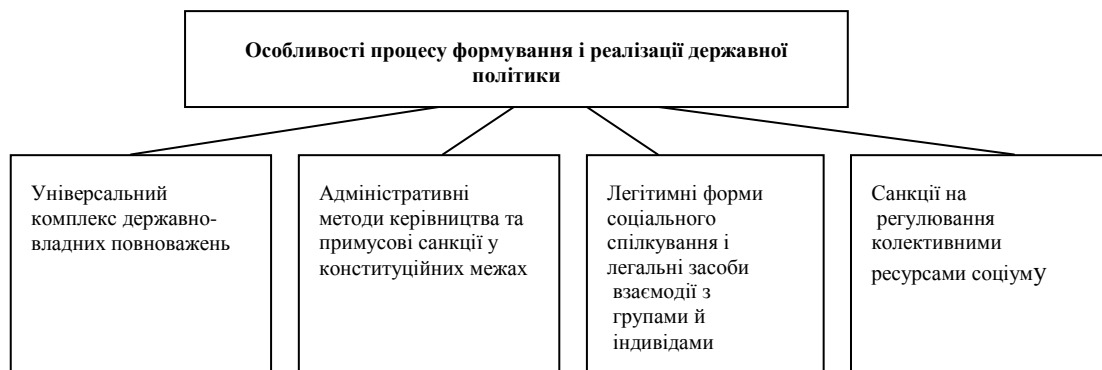 Особливості процесу формування і реалізації державної
політики
Універсальний
комплекс державно-
владних повноважень
Адміністративні
методи керівництва та
примусові санкції у
конституційних межах
Легітимні форми
соціального
спілкування і
легальні засоби
взаємодії з
групами й
індивідами
Санкції на
регулювання
колективними
ресурсами соціуму